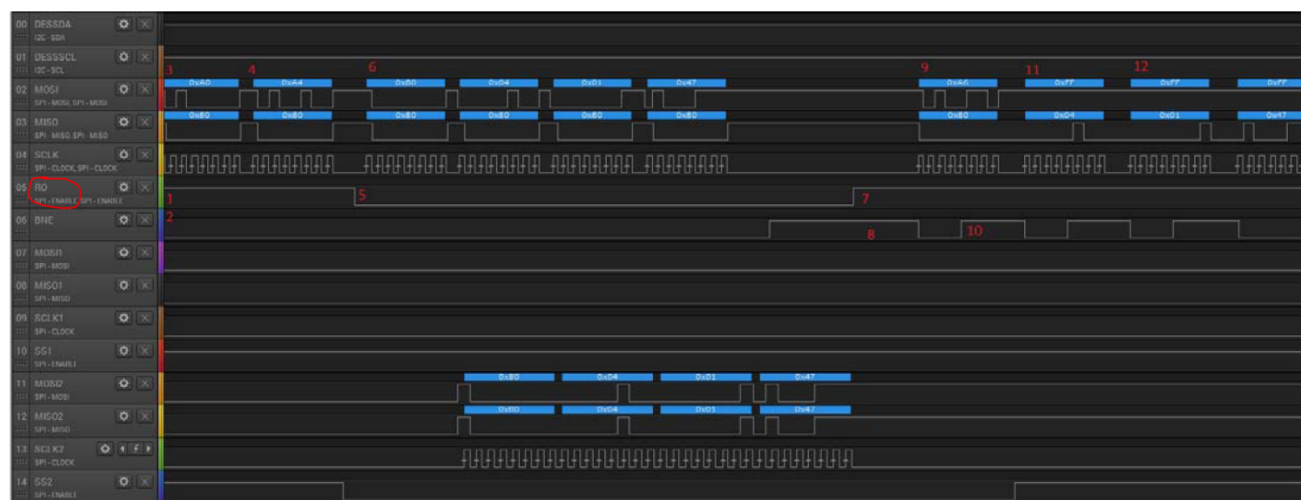 00 DESSDA
I2C - SDA
01 DESSSCL
I2C - SCL
3 4 6 9 11 12
02 MOSI 0xA0 0xA4 0x80 0x04 0x01 0x47 0xA6 0xFF 0xFF 0xFF
SPI - MOSI, SPI - MOSI
03 MISO 0x80 0x80 0x80 0x80 0x80 0x80 0x80 0x04 0x01 0x47
SPI - MISO, SPI - MISO
04 SCLK
SPI - CLOCK, SPI - CLOCK
05 1 5 7
SPI - ENABLE, SPI - ENABLE
06 BNE 2 8 10
07 MOSI1
SPI - MOSI
08 MISO1
SPI - MISO
09 SCLK1
SPI - CLOCK
10 SS1
SPI - ENABLE
11 MOSI2 0x80 0x04 0x01 0x47
SPI - MOSI
12 MISO2 0x80 0x04 0x01 0x47
SPI - MISO
13 SCLK2
SPI - CLOCK
14 SS2
SPI - ENABLE